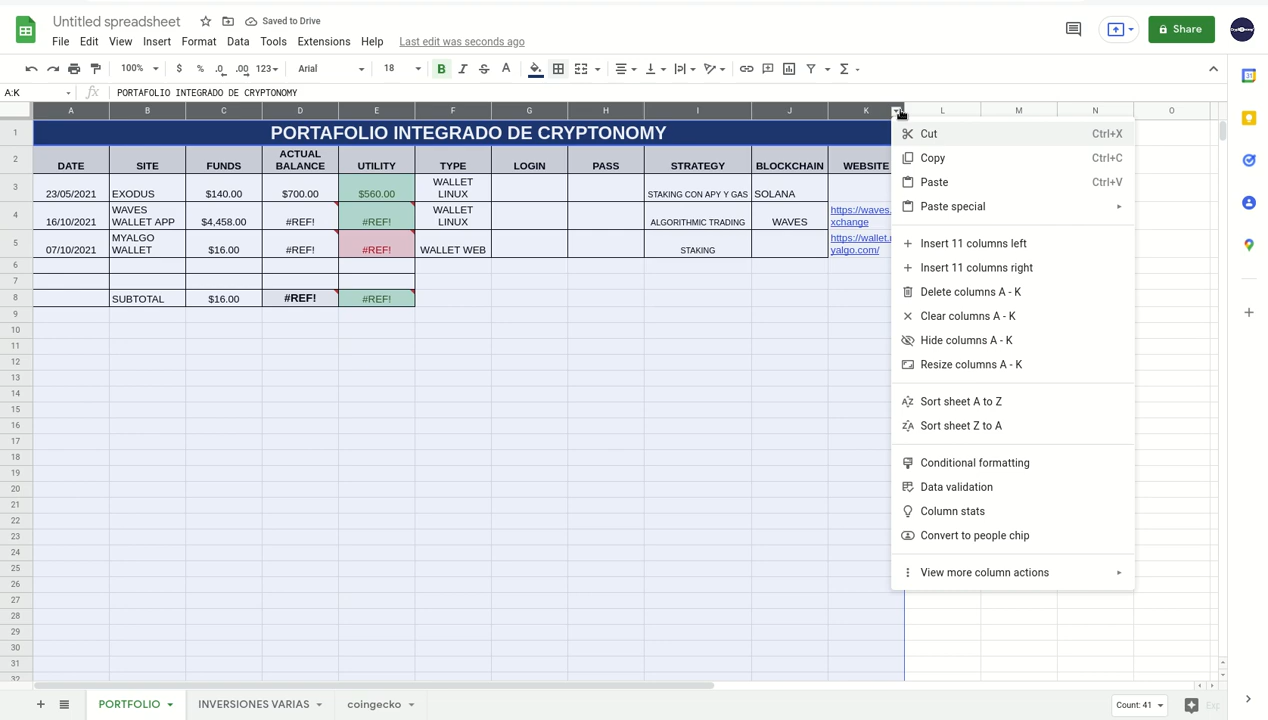 Untitled spreadsheet
Saved to Drive
File Edit View Insert Format Data Tools Extensions Help Last edit was seconds ago
Share
100% $ % .0 .00 123 Arial 18 B I S A
A:K fx PORTAFOLIO INTEGRADO DE CRYPTONOMY
A B C D E F G H I J K L M N O
1 PORTAFOLIO INTEGRADO DE CRYPTONOMY
2 DATE SITE FUNDS ACTUAL BALANCE UTILITY TYPE LOGIN PASS STRATEGY BLOCKCHAIN WEBSITE
3 23/05/2021 EXODUS $140.00 $700.00 $560.00 WALLET LINUX STAKING CON APY Y GAS SOLANA
4 16/10/2021 WAVES WALLET APP $4,458.00 #REF! #REF! WALLET LINUX ALGORITHMIC TRADING WAVES https://waves. xchange
5 07/10/2021 MYALGO WALLET $16.00 #REF! #REF! WALLET WEB STAKING https://wallet. yalgo.com/
6
7
8 SUBTOTAL $16.00 #REF! #REF!
9
10
11
12
13
14
15
16
17
18
19
20
21
22
23
24
25
26
27
28
29
30
31
32
Cut Ctrl+X
Copy Ctrl+C
Paste Ctrl+V
Paste special
Insert 11 columns left
Insert 11 columns right
Delete columns A - K
Clear columns A - K
Hide columns A - K
Resize columns A - K
Sort sheet A to Z
Sort sheet Z to A
Conditional formatting
Data validation
Column stats
Convert to people chip
View more column actions
PORTFOLIO INVERSIONES VARIAS coingecko
Count: 41